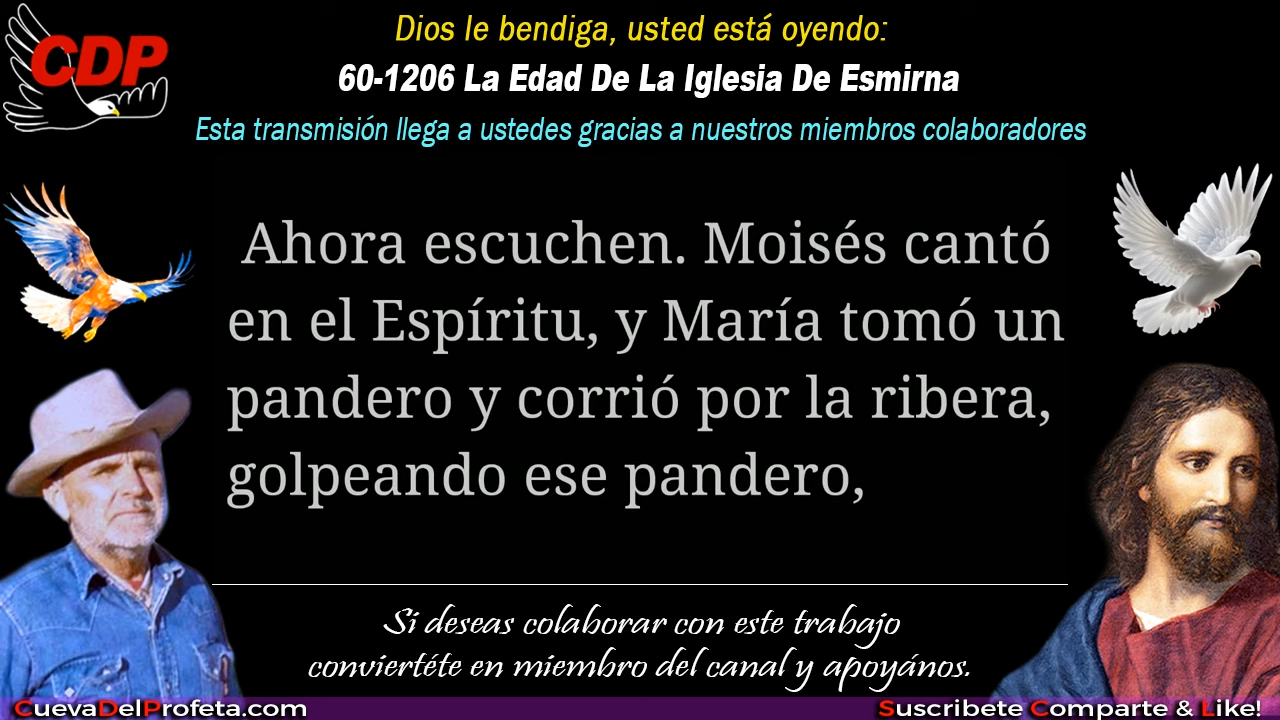 CDP
Dios le bendiga, usted está oyendo:
60-1206 La Edad De La Iglesia De Esmirna
Esta transmisión llega a ustedes gracias a nuestros miembros colaboradores
Ahora escuchen. Moisés cantó
en el Espíritu, y María tomó un
pandero y corrió por la ribera,
golpeando ese pandero,
Si deseas colaborar con este trabajo
conviertéte en miembro del canal y apoyános.
CuevaDelProfeta.com
Suscribete Comparte & Like!